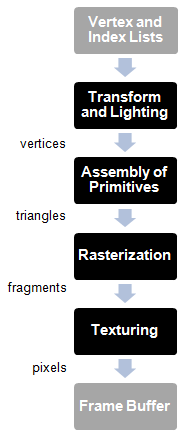 Vertex and
Index Lists
Transform
and Lighting
vertices
Assembly of
Primitives
triangles
Rasterization
fragments
Texturing
pixels
Frame Buffer